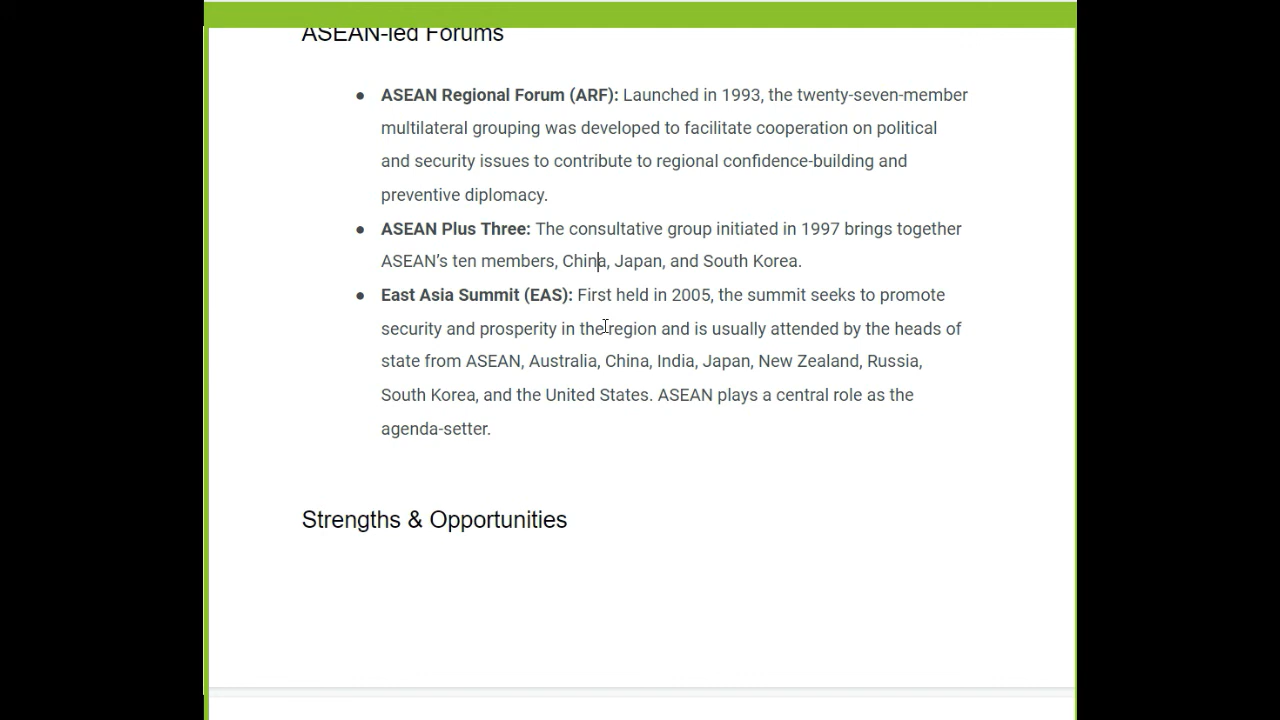 ASEAN-led Forums
● ASEAN Regional Forum (ARF): Launched in 1993, the twenty-seven-member
multilateral grouping was developed to facilitate cooperation on political
and security issues to contribute to regional confidence-building and
preventive diplomacy.
● ASEAN Plus Three: The consultative group initiated in 1997 brings together
ASEAN’s ten members, China, Japan, and South Korea.
● East Asia Summit (EAS): First held in 2005, the summit seeks to promote
security and prosperity in the region and is usually attended by the heads of
state from ASEAN, Australia, China, India, Japan, New Zealand, Russia,
South Korea, and the United States. ASEAN plays a central role as the
agenda-setter.
Strengths & Opportunities